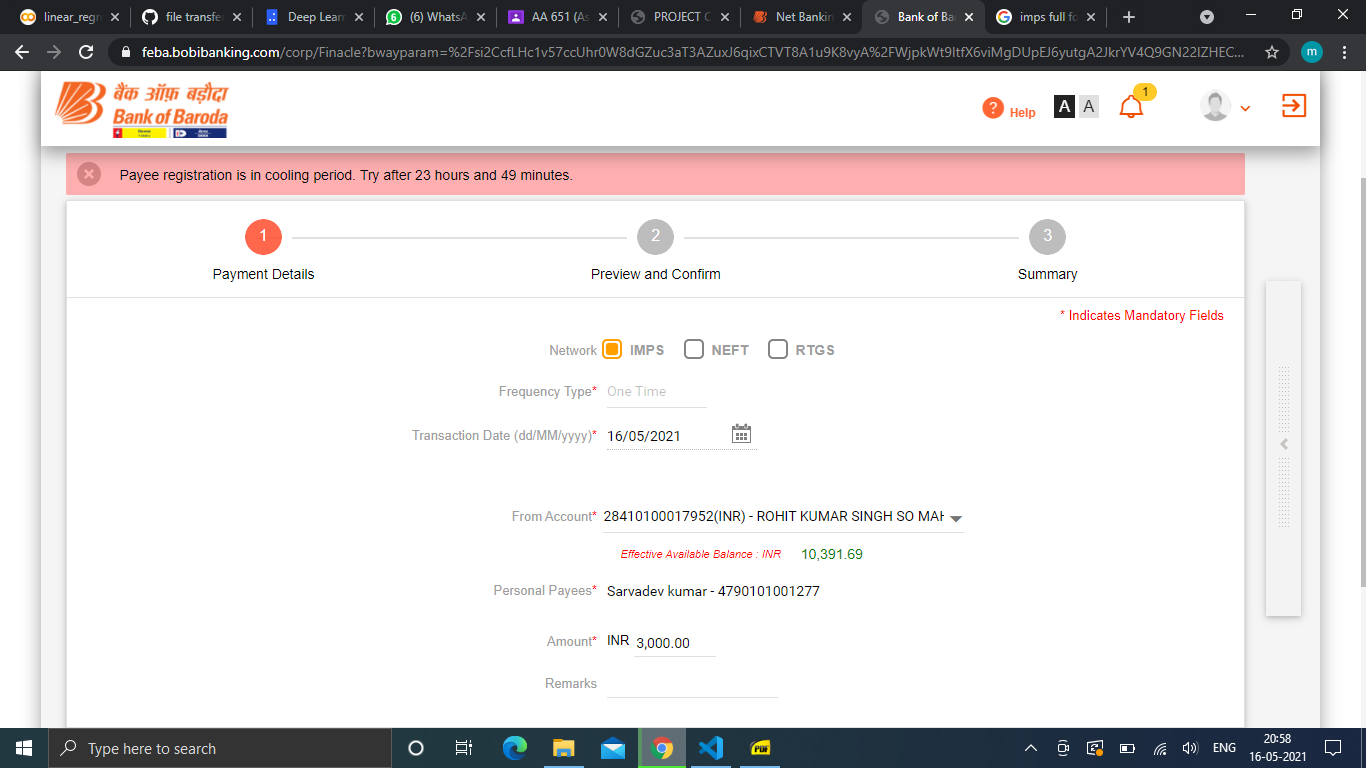 linear_regr
file transfe
Deep Learn
(6) WhatsA
AA 651 (As
PROJECT C
Net Bankin
Bank of Ba
imps full fo
feba.bobibanking.com/corp/Finacle?bwayparam=%2Fsi2CcfLHc1v57ccUhr0W8dGZuc3aT3AZuxJ6qixCTVT8A1u9K8vyA%2FWjpkWt9ItfX6viMgDUpEJ6yutgA2JkrYV4Q9GN22IZHEC...
m
बैंक ऑफ़ बड़ौदा
Bank of Baroda
? Help
A A
1
Payee registration is in cooling period. Try after 23 hours and 49 minutes.
1
2
3
Payment Details
Preview and Confirm
Summary
* Indicates Mandatory Fields
Network IMPS NEFT RTGS
Frequency Type* One Time
Transaction Date (dd/MM/yyyy)* 16/05/2021
From Account* 28410100017952(INR) - ROHIT KUMAR SINGH SO MAH
Effective Available Balance : INR 10,391.69
Personal Payees* Sarvadev kumar - 4790101001277
Amount* INR 3,000.00
Remarks
Type here to search
PDF
ENG
20:58
16-05-2021